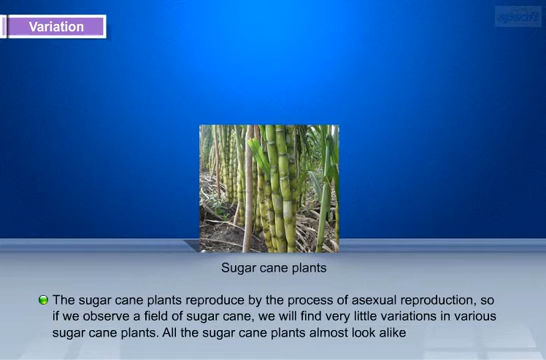 Variation
Sugar cane plants
The sugar cane plants reproduce by the process of asexual reproduction, so
if we observe a field of sugar cane, we will find very little variations in various
sugar cane plants. All the sugar cane plants almost look alike